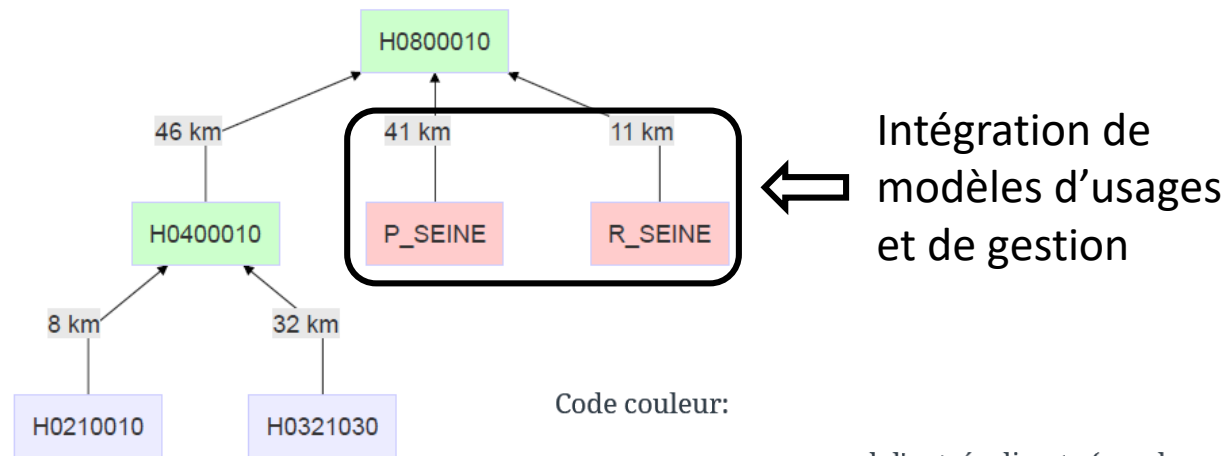 H0800010
46 km
41 km
11 km
Intégration de
modèles d’usages
et de gestion
H0400010
P_SEINE
R_SEINE
8 km
32 km
H0210010
H0321030
Code couleur: